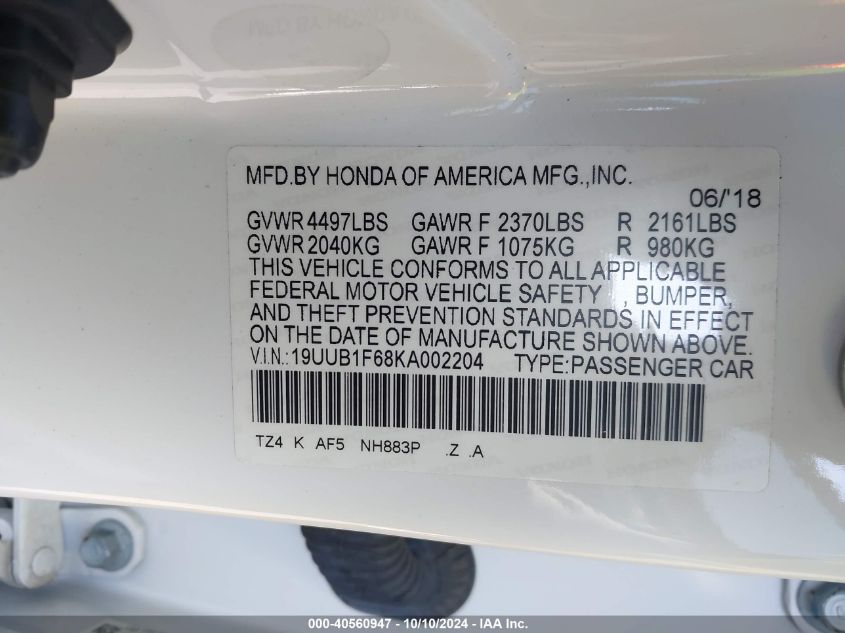 MFD.BY HONDA OF AMERICA MFG.,INC.
06/'18
GVWR 4497LBS GAWR F 2370LBS R 2161LBS
GVWR 2040KG GAWR F 1075KG R 980KG
THIS VEHICLE CONFORMS TO ALL APPLICABLE
FEDERAL MOTOR VEHICLE SAFETY , BUMPER,
AND THEFT PREVENTION STANDARDS IN EFFECT
ON THE DATE OF MANUFACTURE SHOWN ABOVE.
V.I.N.:19UUB1F68KA002204 TYPE:PASSENGER CAR
TZ4 K AF5 NH883P .Z .A
000-40560947 - 10/10/2024 - IAA Inc.